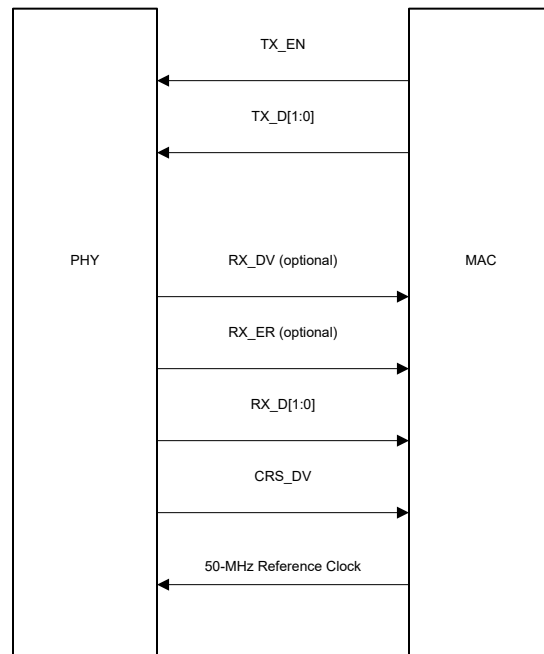 TX_EN
TX_D[1:0]
PHY
RX_DV (optional)
MAC
RX_ER (optional)
RX_D[1:0]
CRS_DV
50-MHz Reference Clock